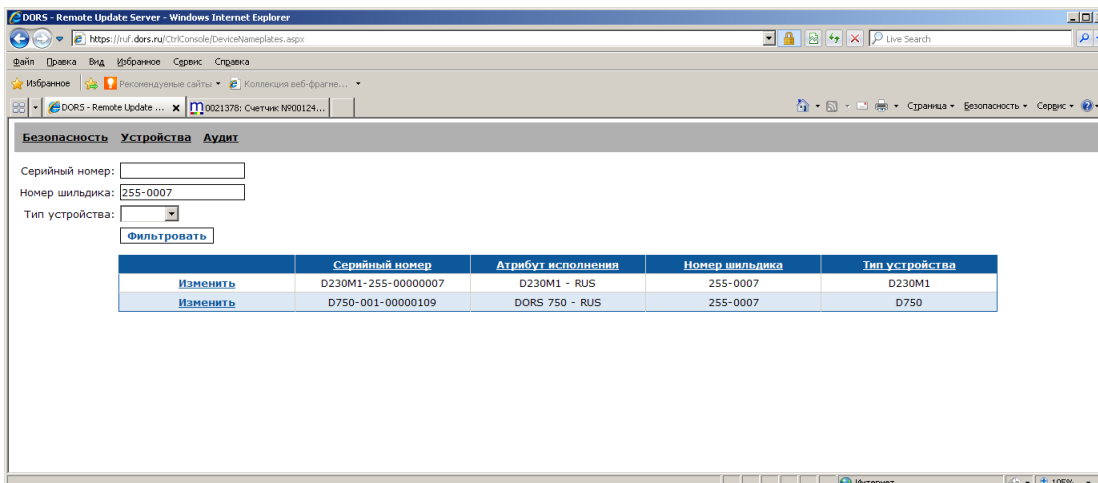 DORS - Remote Update Server - Windows Internet Explorer
https://ruf.dors.ru/CtrlConsole/DeviceNameplates.aspx
Live Search
Файл Правка Вид Избранное Сервис Справка
Избранное Рекомендуемые сайты Коллекция веб-фрагме...
DORS - Remote Update ... 0021378: Счетчик №00124... Страница Безопасность Сервис
Безопасность Устройства Аудит
Серийный номер:
Номер шильдика: 255-0007
Тип устройства:
Фильтровать
Серийный номер Атрибут исполнения Номер шильдика Тип устройства
Изменить D230M1-255-00000007 D230M1 - RUS 255-0007 D230M1
Изменить D750-001-00000109 DORS 750 - RUS 255-0007 D750
Интернет 105%